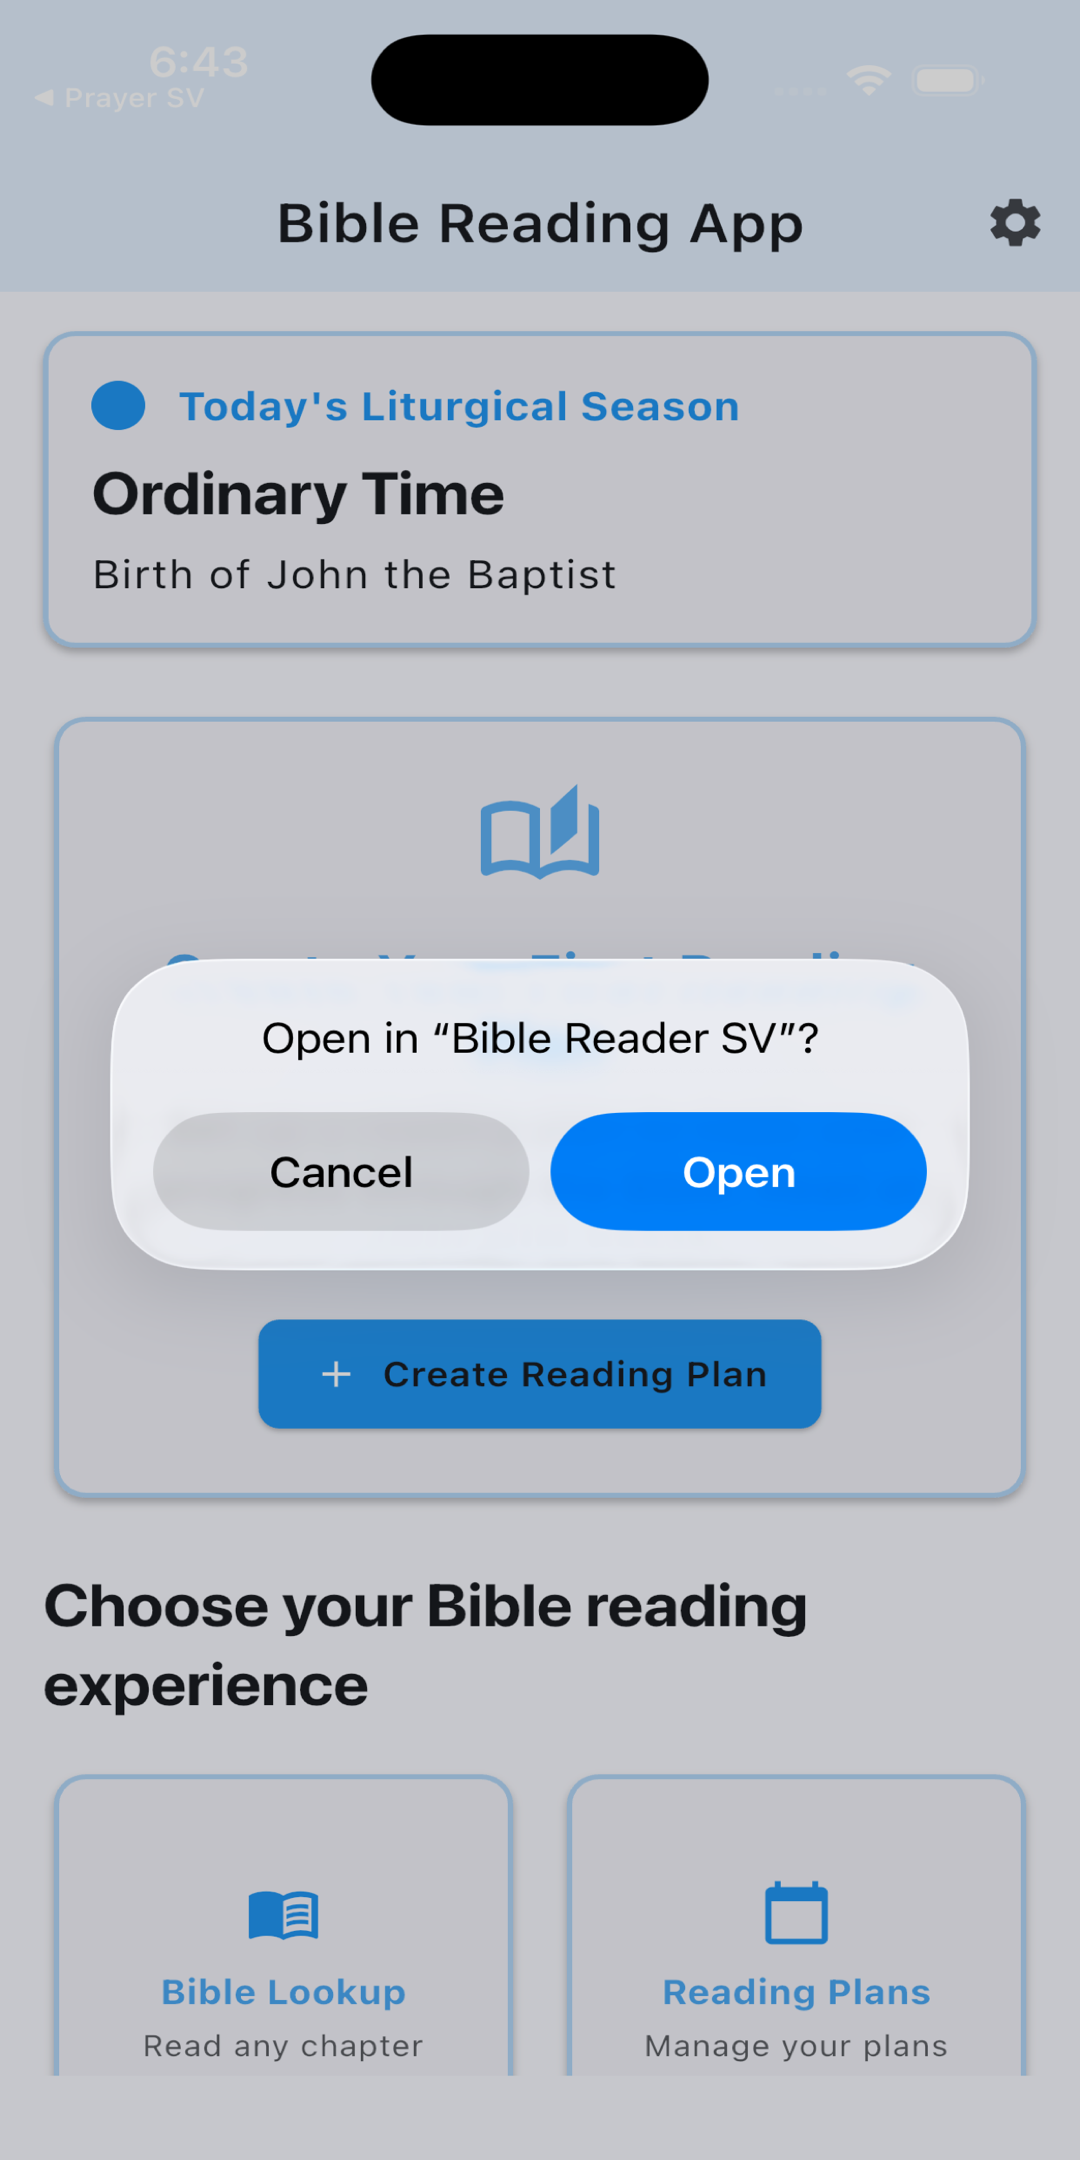 6:43
◀ Prayer SV
Bible Reading App
Today's Liturgical Season
Ordinary Time
Birth of John the Baptist
Open in “Bible Reader SV”?
Cancel
Open
+ Create Reading Plan
Choose your Bible reading
experience
Bible Lookup
Reading Plans
Read any chapter
Manage your plans